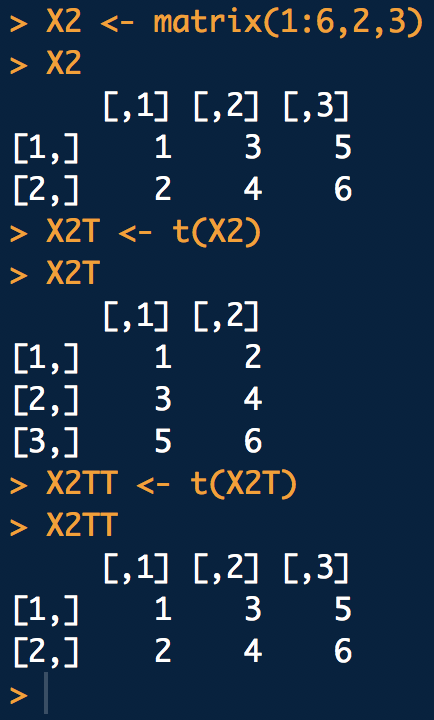 > X2 <- matrix(1:6,2,3)
> X2
     [,1] [,2] [,3]
[1,]    1    3    5
[2,]    2    4    6
> X2T <- t(X2)
> X2T
     [,1] [,2]
[1,]    1    2
[2,]    3    4
[3,]    5    6
> X2TT <- t(X2T)
> X2TT
     [,1] [,2] [,3]
[1,]    1    3    5
[2,]    2    4    6
>